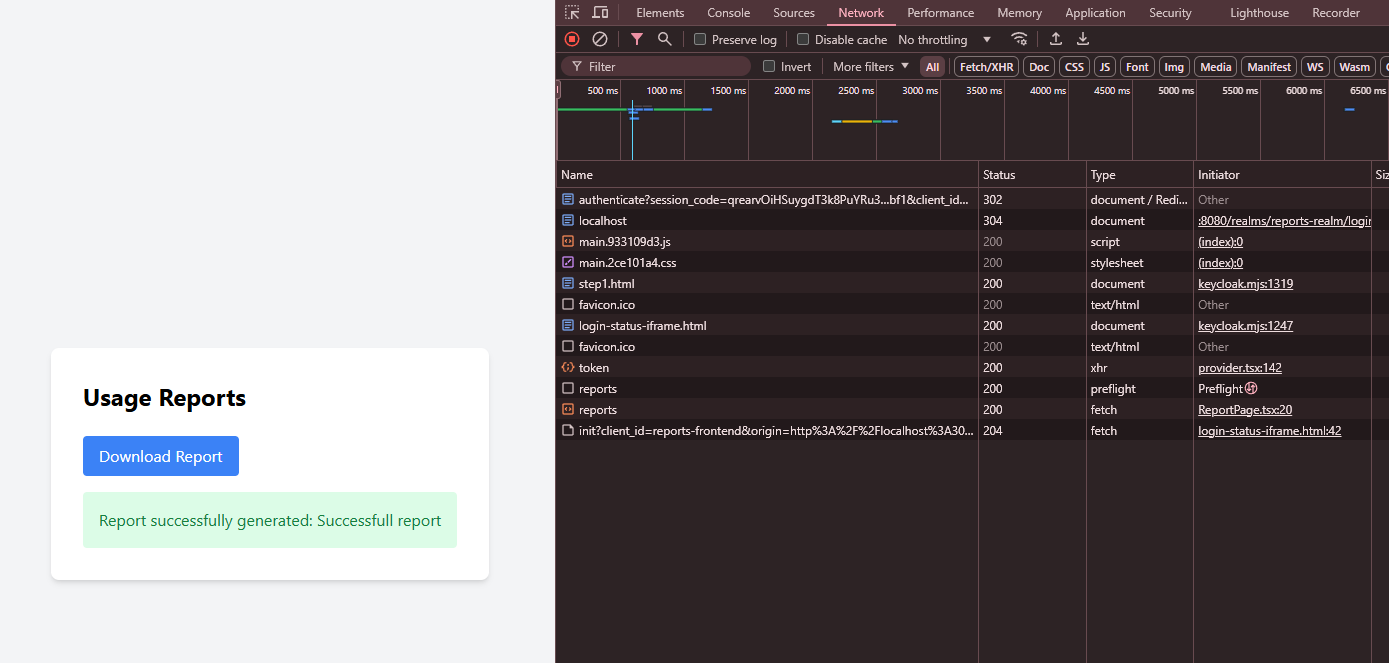 Usage Reports
Download Report
Report successfully generated: Successfull report
Elements Console Sources Network Performance Memory Application Security Lighthouse Recorder
Preserve log Disable cache No throttling
Filter Invert More filters All Fetch/XHR Doc CSS JS Font Img Media Manifest WS Wasm
500 ms 1000 ms 1500 ms 2000 ms 2500 ms 3000 ms 3500 ms 4000 ms 4500 ms 5000 ms 5500 ms 6000 ms 6500 ms
Name Status Type Initiator Siz
authenticate?session_code=qrearvOiHSuygdT3k8PuYRu3...bf1&client_id... 302 document / Redi... Other
localhost 304 document :8080/realms/reports-realm/login
main.933109d3.js 200 script (index):0
main.2ce101a4.css 200 stylesheet (index):0
step1.html 200 document keycloak.mjs:1319
favicon.ico 200 text/html Other
login-status-iframe.html 200 document keycloak.mjs:1247
favicon.ico 200 text/html Other
token 200 xhr provider.tsx:142
reports 200 preflight Preflight
reports 200 fetch ReportPage.tsx:20
init?client_id=reports-frontend&origin=http%3A%2F%2Flocalhost%3A30... 204 fetch login-status-iframe.html:42